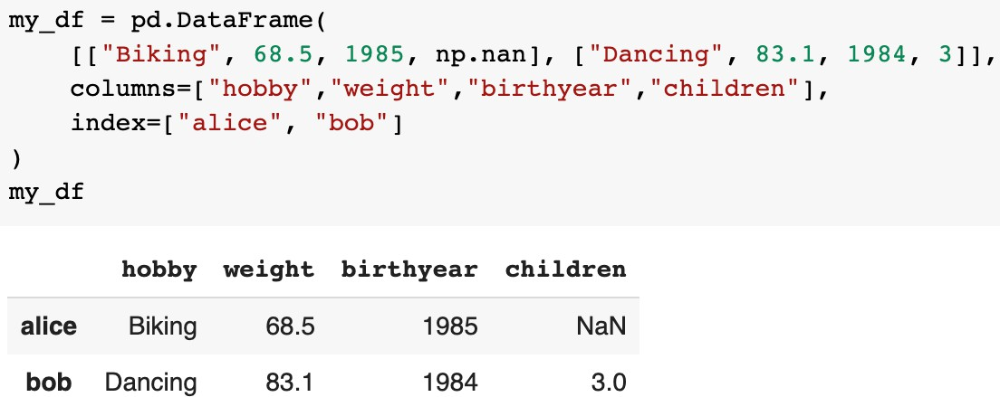 my_df = pd.DataFrame(
    [["Biking", 68.5, 1985, np.nan], ["Dancing", 83.1, 1984, 3]],
    columns=["hobby","weight","birthyear","children"],
    index=["alice", "bob"]
)
my_df
hobby weight birthyear children
alice Biking 68.5 1985 NaN
bob Dancing 83.1 1984 3.0